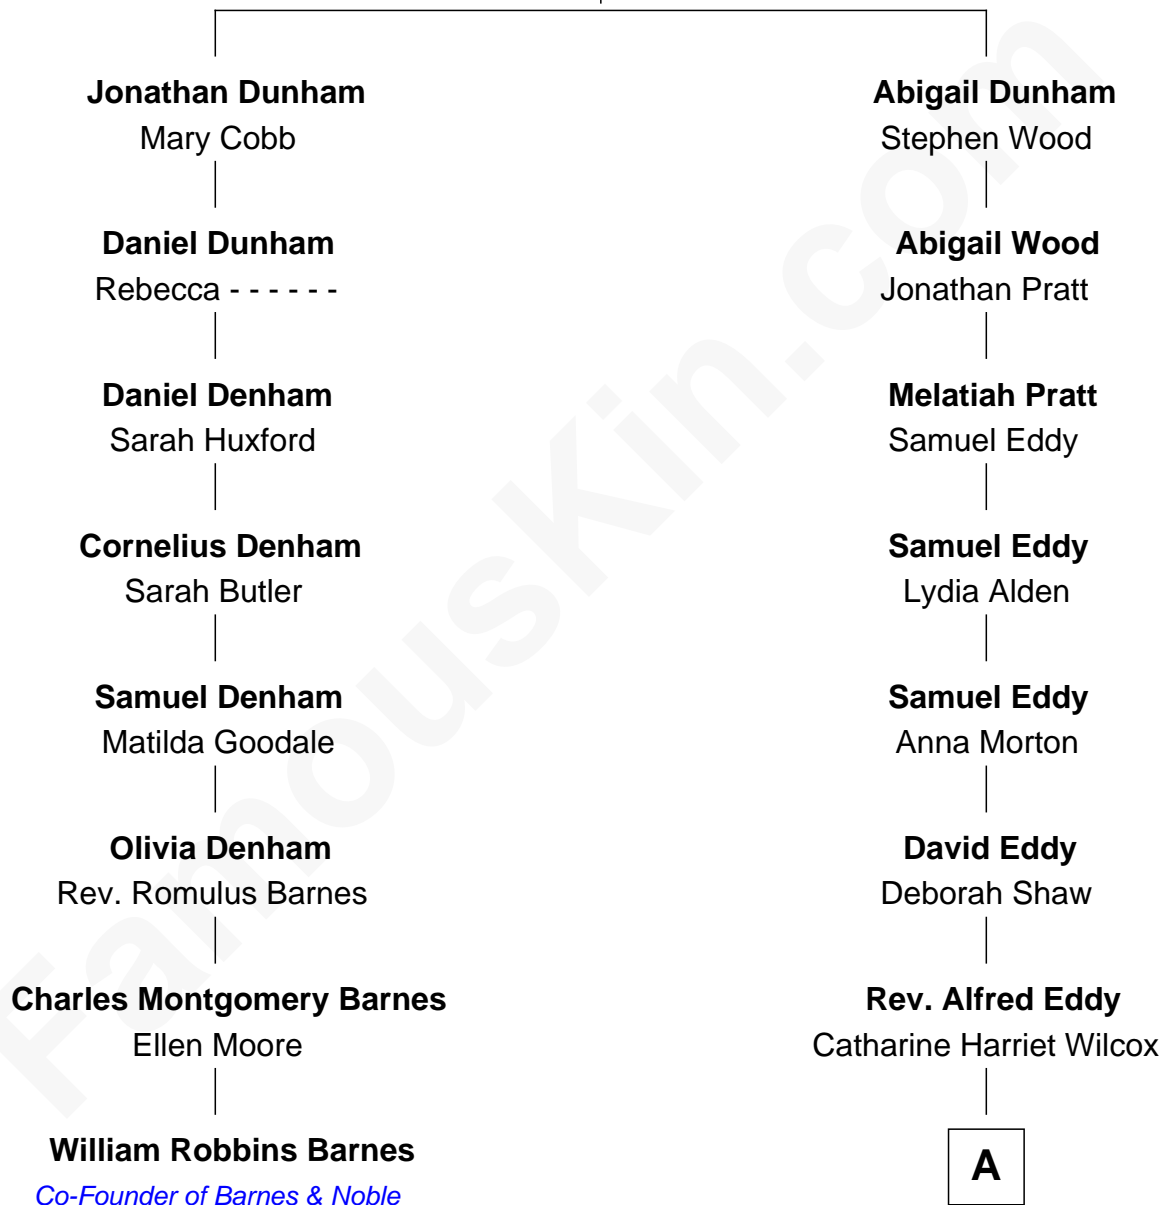 Jonathan Dunham
Mary Cobb
Daniel Dunham
Rebecca - - - - - -
Daniel Denham
Sarah Huxford
Cornelius Denham
Sarah Butler
Samuel Denham
Matilda Goodale
Olivia Denham
Rev. Romulus Barnes
Charles Montgomery Barnes
Ellen Moore
William Robbins Barnes
Co-Founder of Barnes & Noble
Abigail Dunham
Stephen Wood
Abigail Wood
Jonathan Pratt
Melatiah Pratt
Samuel Eddy
Samuel Eddy
Lydia Alden
Samuel Eddy
Anna Morton
David Eddy
Deborah Shaw
Rev. Alfred Eddy
Catharine Harriet Wilcox
A
FamousKin.com